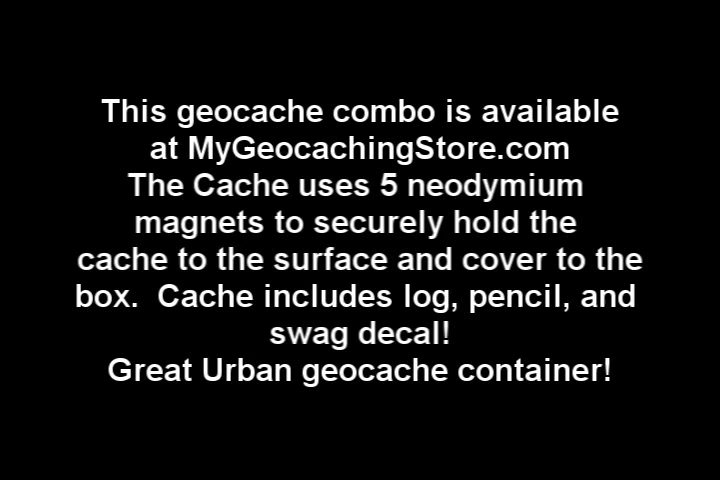 This geocache combo is available
at MyGeocachingStore.com
The Cache uses 5 neodymium
magnets to securely hold the
cache to the surface and cover to the
box.  Cache includes log, pencil, and
swag decal!
Great Urban geocache container!